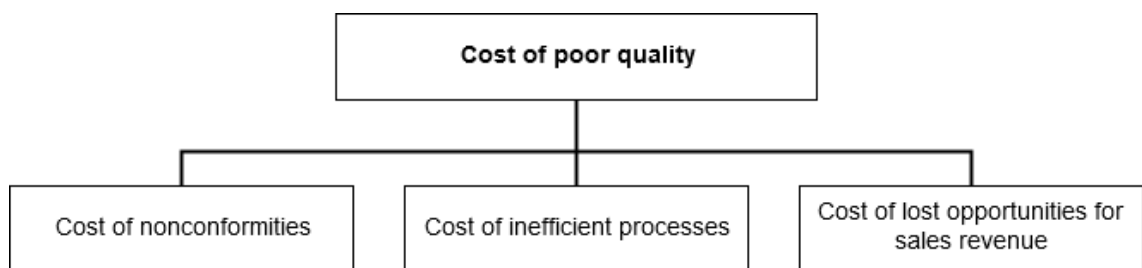 Cost of poor quality
Cost of nonconformities
Cost of inefficient processes
Cost of lost opportunities for
sales revenue